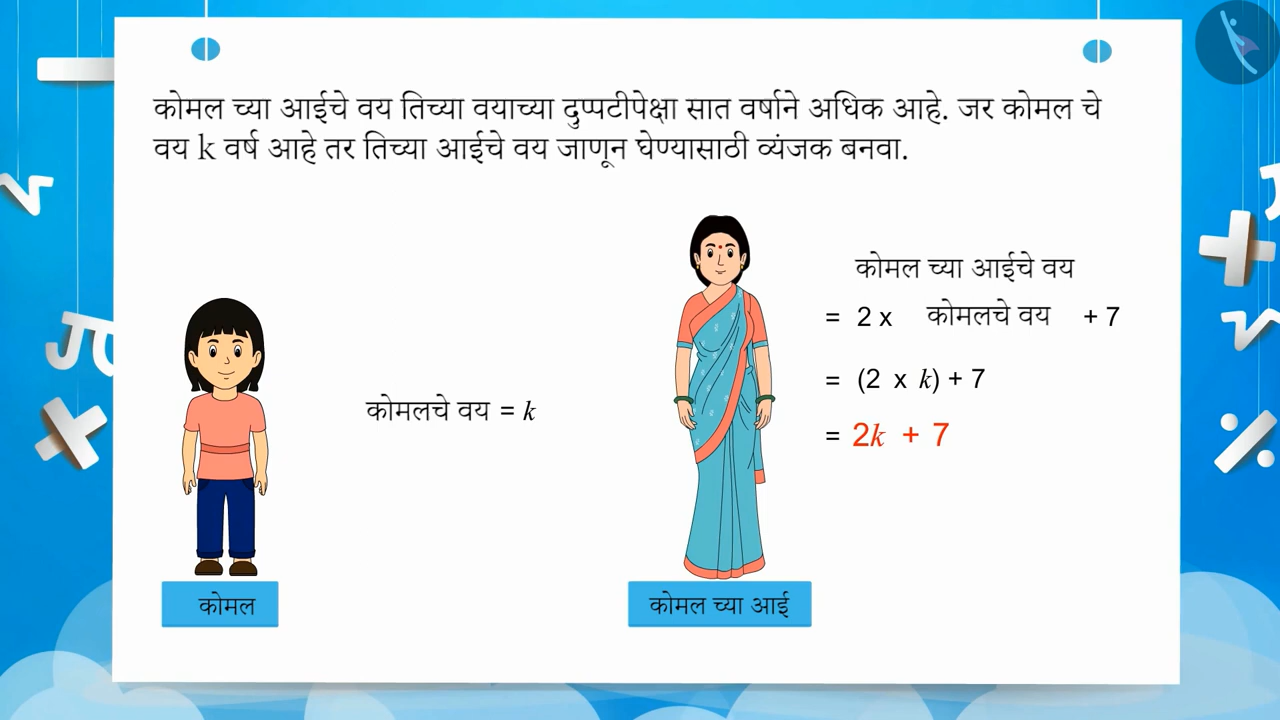 कोमल च्या आईचे वय तिच्या वयाच्या दुप्पटीपेक्षा सात वर्षाने अधिक आहे. जर कोमल चे
वय k वर्ष आहे तर तिच्या आईचे वय जाणून घेण्यासाठी व्यंजक बनवा.
कोमल च्या आईचे वय
= 2 x कोमलचे वय + 7
= (2 x k) + 7
कोमलचे वय = k
= 2k + 7
कोमल
कोमल च्या आई